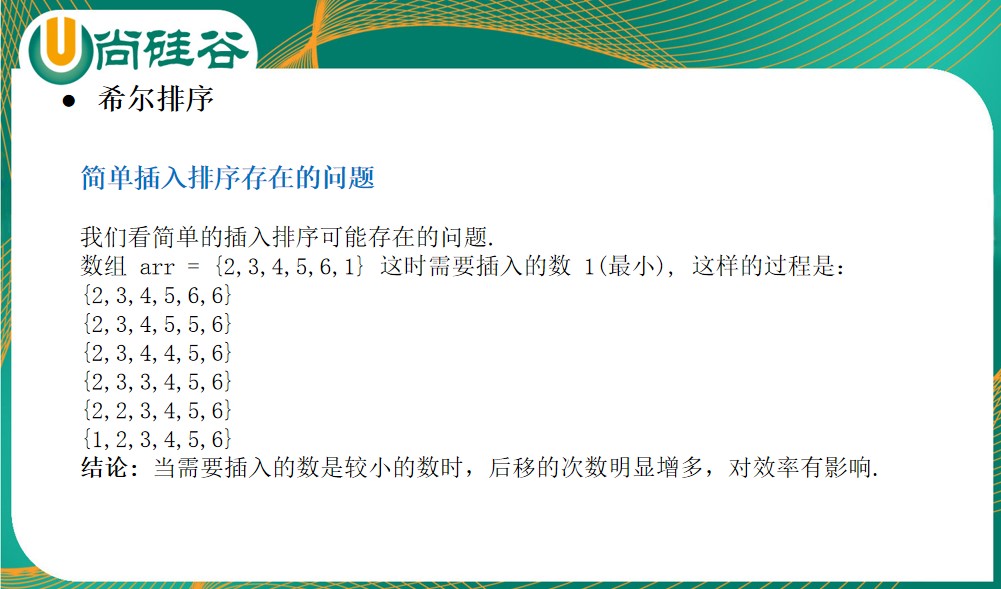 尚硅谷
● 希尔排序
简单插入排序存在的问题
我们看简单的插入排序可能存在的问题.
数组 arr = {2,3,4,5,6,1} 这时需要插入的数 1(最小), 这样的过程是：
{2,3,4,5,6,6}
{2,3,4,5,5,6}
{2,3,4,4,5,6}
{2,3,3,4,5,6}
{2,2,3,4,5,6}
{1,2,3,4,5,6}
结论：当需要插入的数是较小的数时，后移的次数明显增多，对效率有影响.